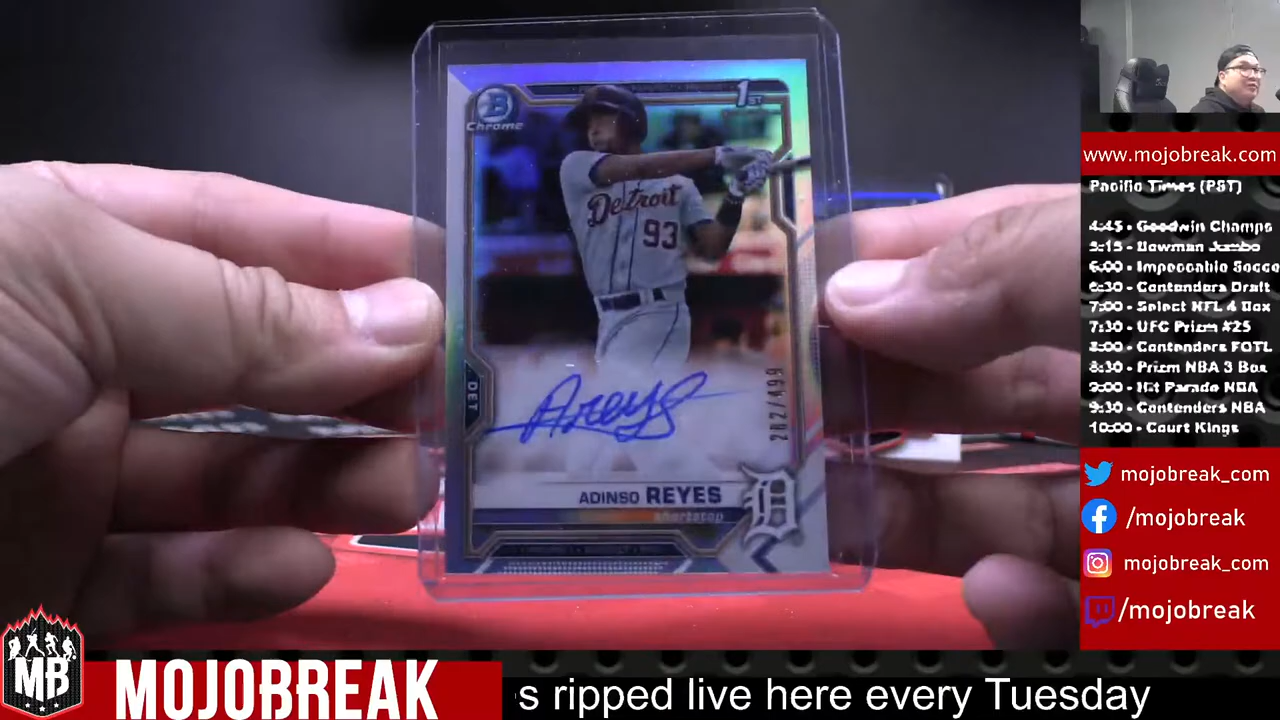 B
Chrome
1ST
Detroit
93
DET
Areys
282/499
ADINSO REYES
shortstop
D
www.mojobreak.com
Pacific Times (PST)
4:45 - Goodwin Champs
5:15 - Bowman Jumbo
6:00 - Impeccable Socce
6:30 - Contenders Draft
7:00 - Select NFL 4 Box
7:30 - UFC Prizm #25
8:00 - Contenders FOTL
8:30 - Prizm NBA 3 Box
9:00 - Hit Parade NBA
9:30 - Contenders NBA
10:00 - Court Kings
mojobreak_com
/mojobreak
mojobreak_com
/mojobreak
MB
MOJOBREAK
s ripped live here every Tuesday